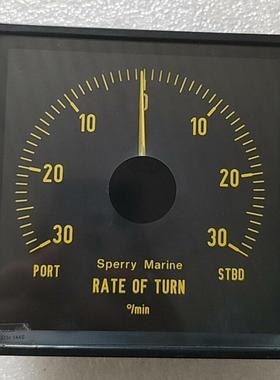 0
10 10
20 20
30 30
Sperry Marine
PORT STBD
RATE OF TURN
°/min